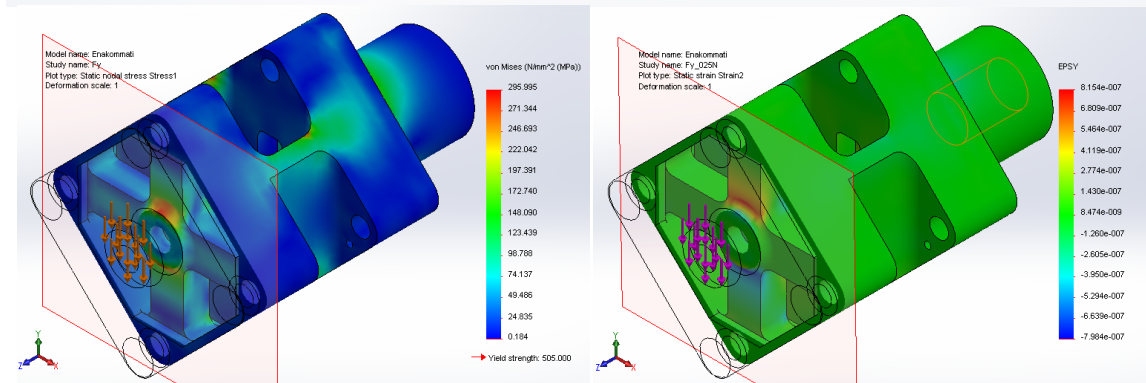 Model name: Enakommati
Study name: Fy
Plot type: Static nodal stress Stress1
Deformation scale: 1
von Mises (N/mm^2 (MPa))
295.995
271.344
246.693
222.042
197.391
172.740
148.090
123.439
98.788
74.137
49.486
24.835
0.184
Yield strength: 505.000
Y
Z
X
Model name: Enakommati
Study name: Fy_025N
Plot type: Static strain Strain2
Deformation scale: 1
EPSY
8.154e-007
6.809e-007
5.464e-007
4.119e-007
2.774e-007
1.430e-007
8.474e-009
-1.260e-007
-2.605e-007
-3.950e-007
-5.294e-007
-6.639e-007
-7.984e-007
Y
Z
X